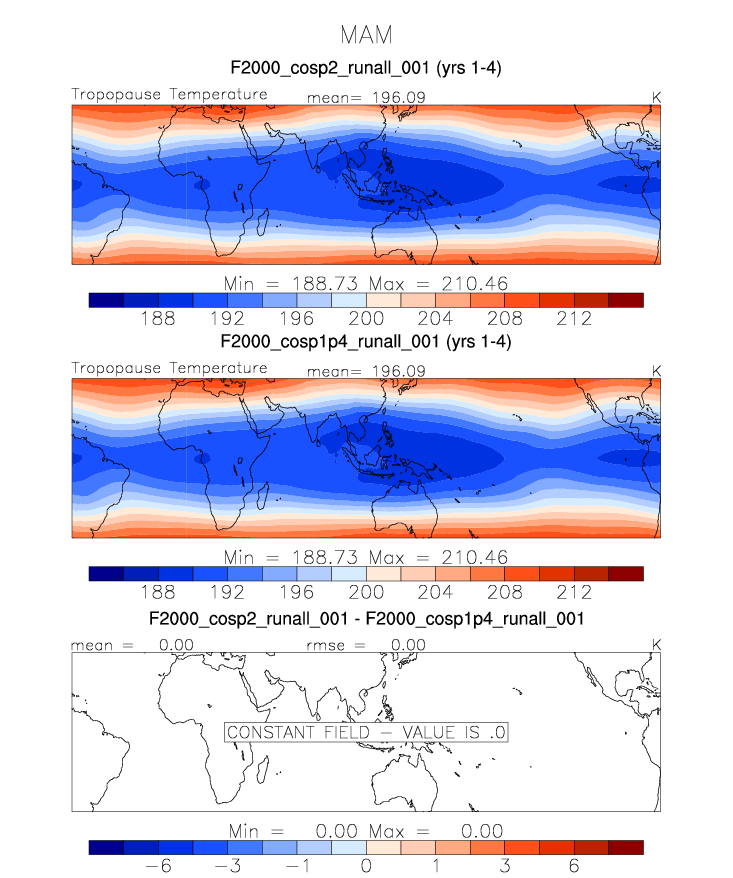 MAM
F2000_cosp2_runall_001 (yrs 1-4)
Tropopause Temperature mean= 196.09 K
Min = 188.73 Max = 210.46
188 192 196 200 204 208 212
F2000_cosp1p4_runall_001 (yrs 1-4)
Tropopause Temperature mean= 196.09 K
Min = 188.73 Max = 210.46
188 192 196 200 204 208 212
F2000_cosp2_runall_001 - F2000_cosp1p4_runall_001
mean = 0.00 rmse = 0.00 K
CONSTANT FIELD - VALUE IS .0
Min = 0.00 Max = 0.00
-6 -3 -1 0 1 3 6